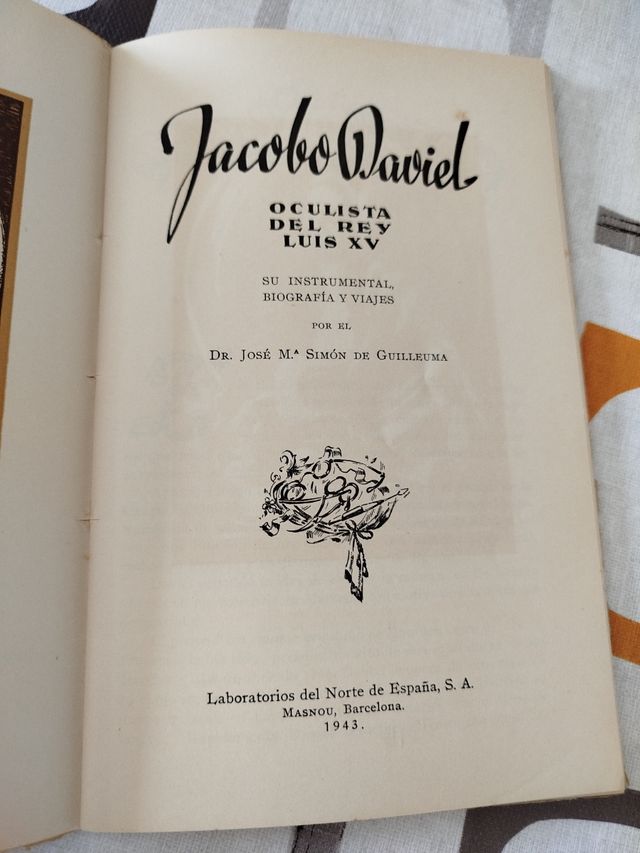 Jacobo Daviel
OCULISTA
DEL REY
LUIS XV
SU INSTRUMENTAL,
BIOGRAFÍA Y VIAJES
POR EL
DR. JOSÉ M.ª SIMÓN DE GUILLEUMA
Laboratorios del Norte de España, S. A.
MASNOU, Barcelona.
1943.